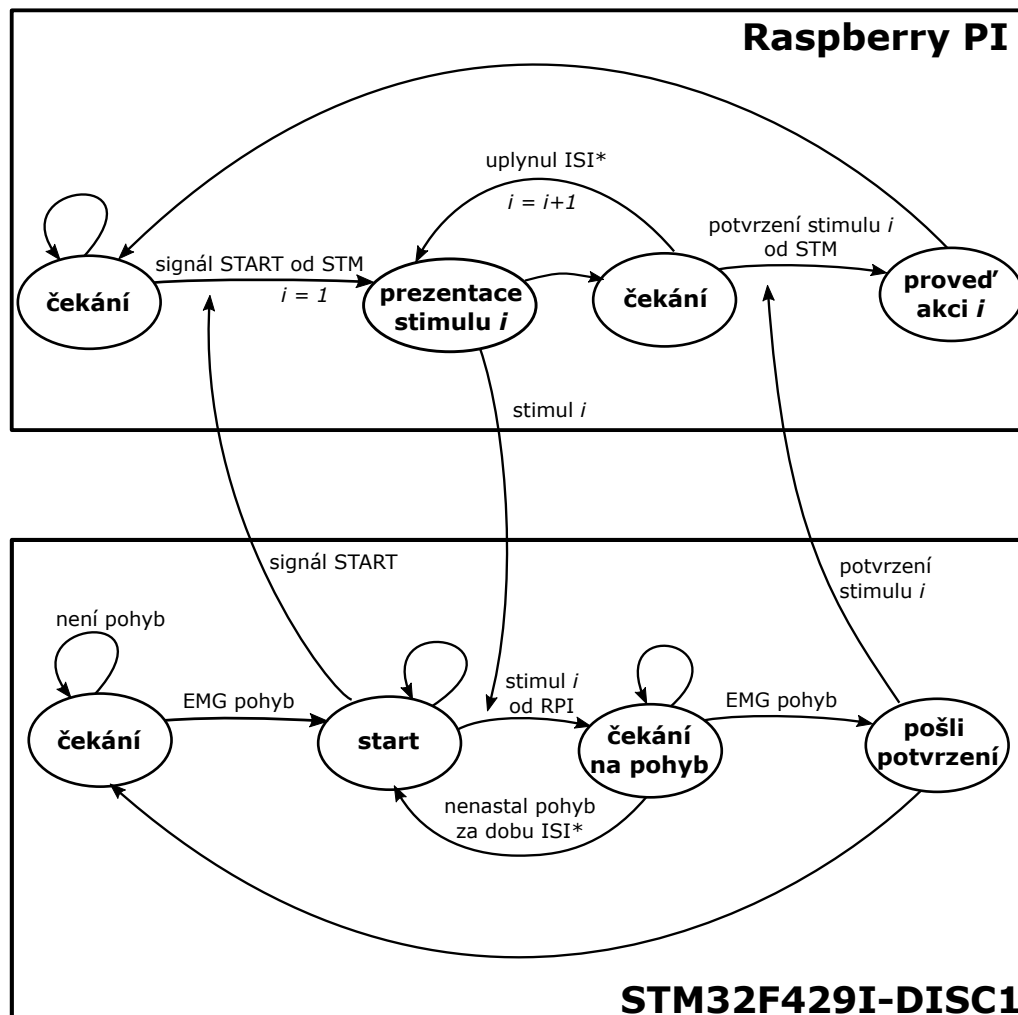 Raspberry PI
uplynul ISI*
i = i+1
potvrzení stimulu i
od STM
signál START od STM
i = 1
čekání
prezentace
stimulu i
čekání
proveď
akci i
stimul i
signál START
potvrzení
stimulu i
není pohyb
EMG pohyb
stimul i
od RPI
EMG pohyb
čekání
start
čekání
na pohyb
pošli
potvrzení
nenastal pohyb
za dobu ISI*
STM32F429I-DISC1